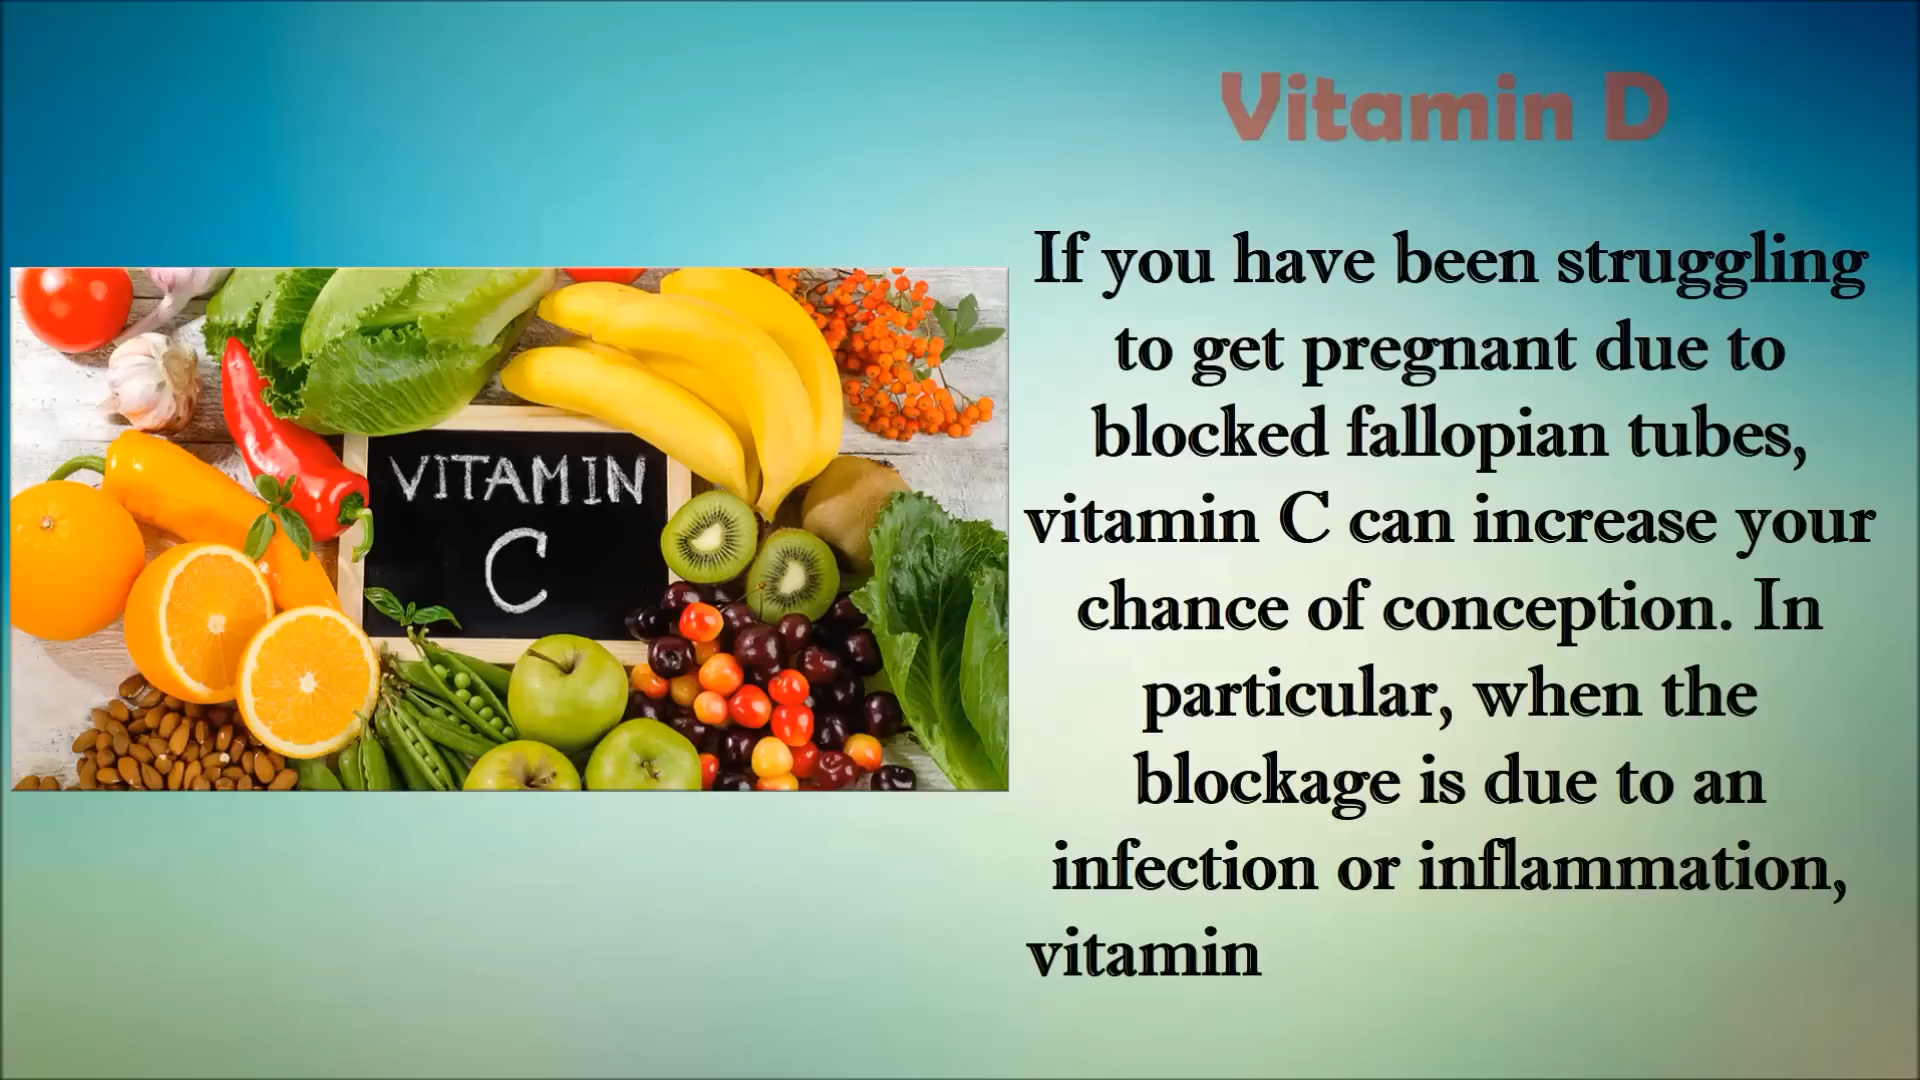 Vitamin D
VITAMIN
C
If you have been struggling
to get pregnant due to
blocked fallopian tubes,
vitamin C can increase your
chance of conception. In
particular, when the
blockage is due to an
infection or inflammation,
vitamin